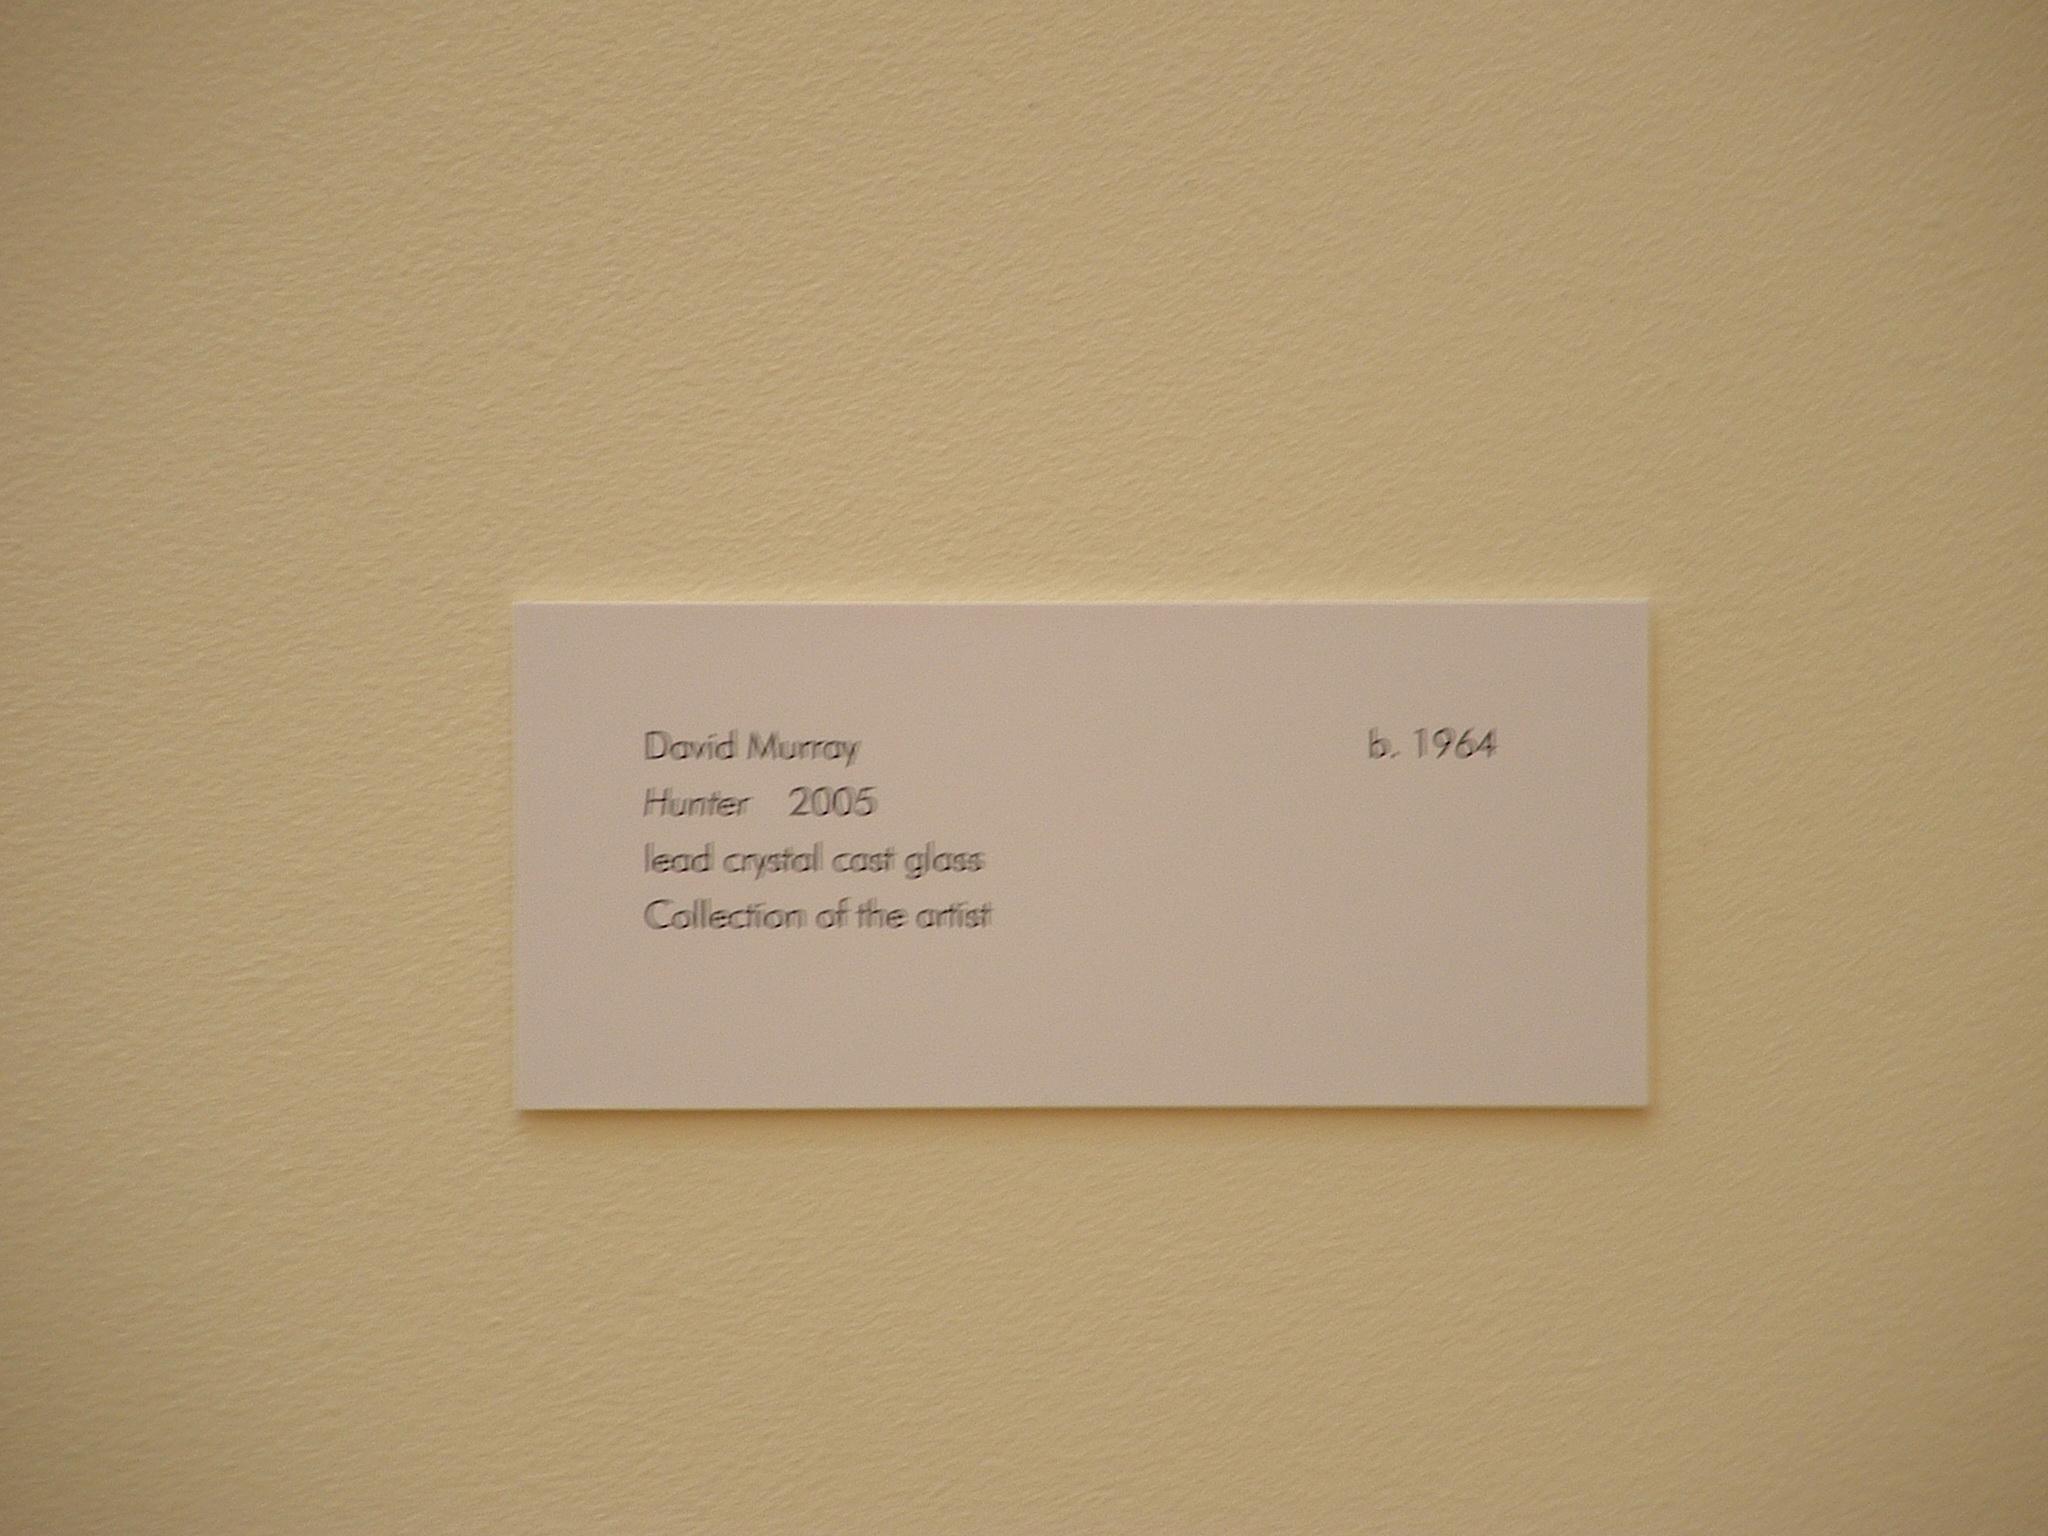 David Murray b. 1964
Hunter 2005
lead crystal cast glass
Collection of the artist